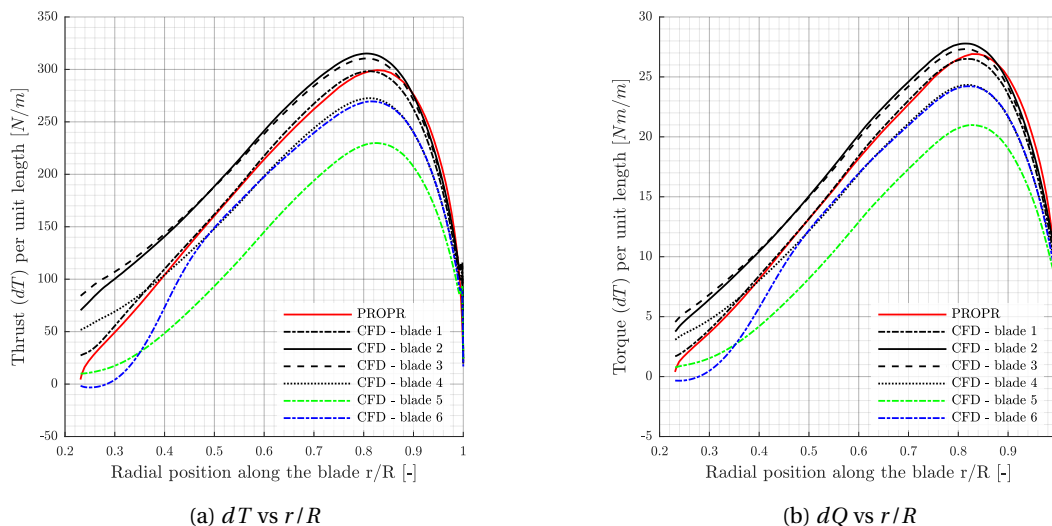 350
300
250
200
150
100
50
0
-50
Thrust (dT) per unit length [N/m]
0.2 0.3 0.4 0.5 0.6 0.7 0.8 0.9 1
Radial position along the blade r/R [-]
PROPR
CFD - blade 1
CFD - blade 2
CFD - blade 3
CFD - blade 4
CFD - blade 5
CFD - blade 6
(a) dT vs r/R
30
25
20
15
10
5
0
-5
Torque (dT) per unit length [Nm/m]
0.2 0.3 0.4 0.5 0.6 0.7 0.8 0.9
Radial position along the blade r/R [-]
PROPR
CFD - blade 1
CFD - blade 2
CFD - blade 3
CFD - blade 4
CFD - blade 5
CFD - blade 6
(b) dQ vs r/R